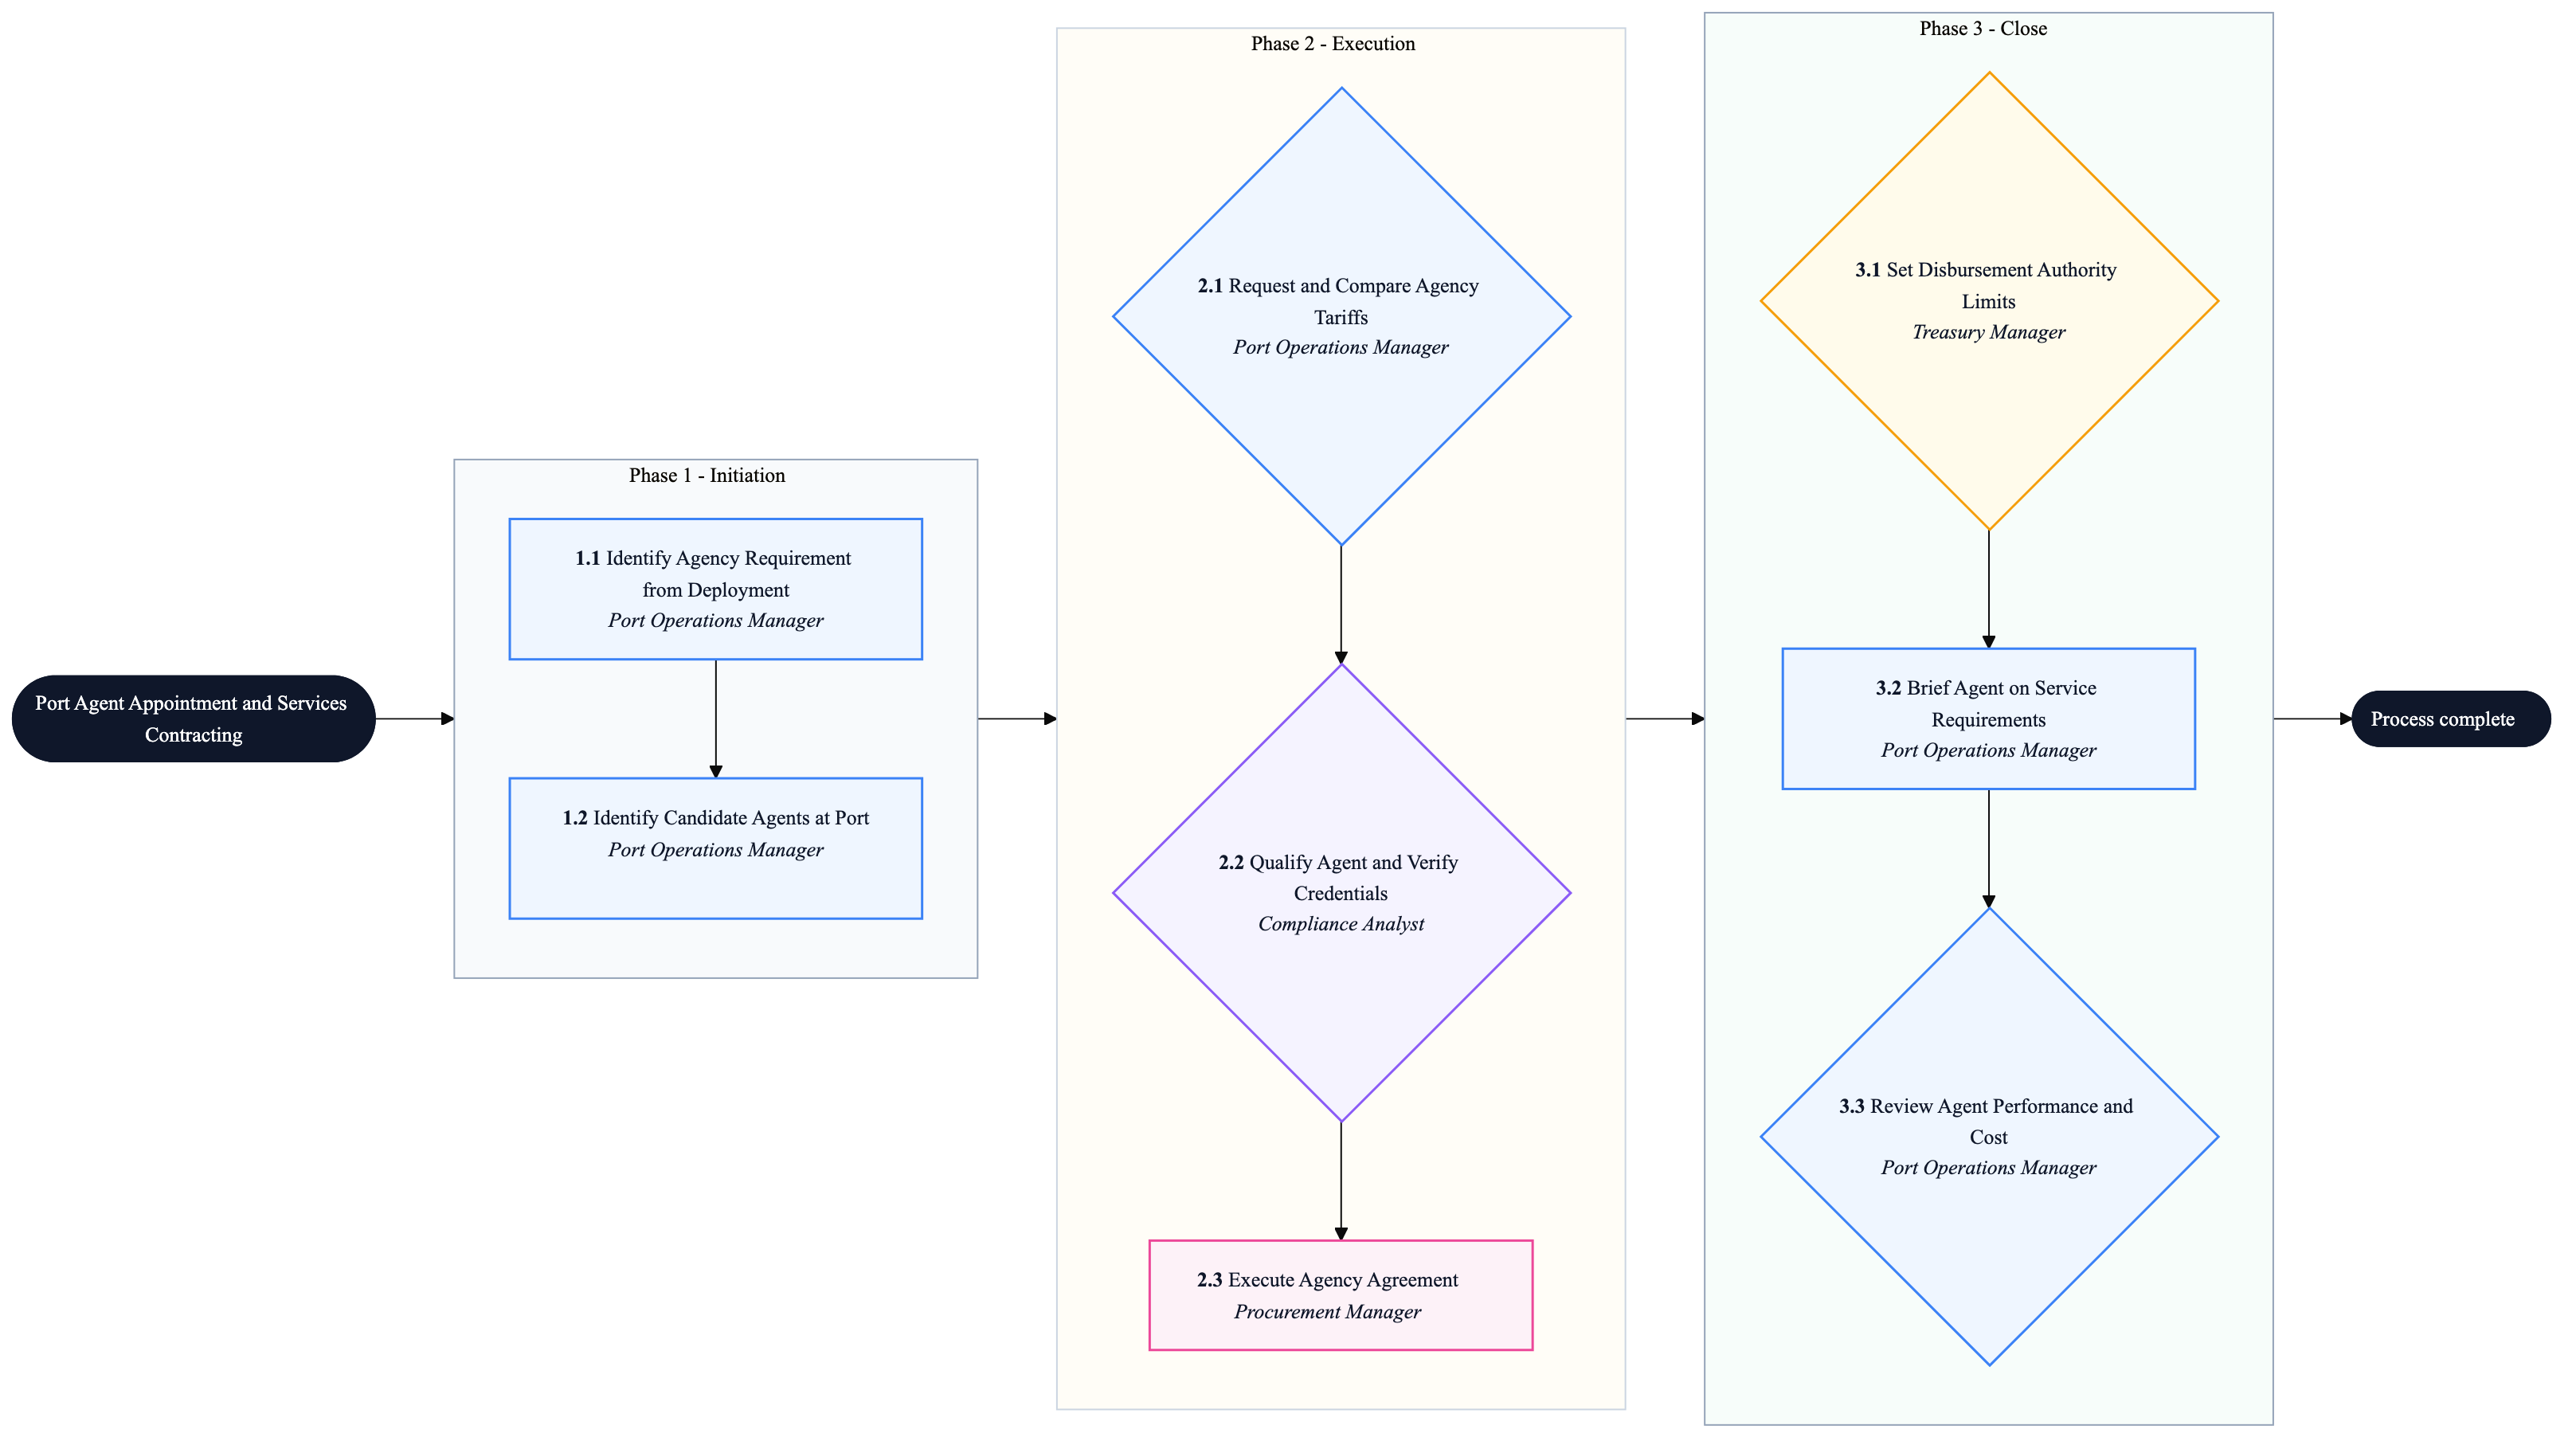 Port Agent Appointment and Services
Contracting
Phase 1 - Initiation
1.1 Identify Agency Requirement
from Deployment
Port Operations Manager
1.2 Identify Candidate Agents at Port
Port Operations Manager
Phase 2 - Execution
2.1 Request and Compare Agency
Tariffs
Port Operations Manager
2.2 Qualify Agent and Verify
Credentials
Compliance Analyst
2.3 Execute Agency Agreement
Procurement Manager
Phase 3 - Close
3.1 Set Disbursement Authority
Limits
Treasury Manager
3.2 Brief Agent on Service
Requirements
Port Operations Manager
3.3 Review Agent Performance and
Cost
Port Operations Manager
Process complete